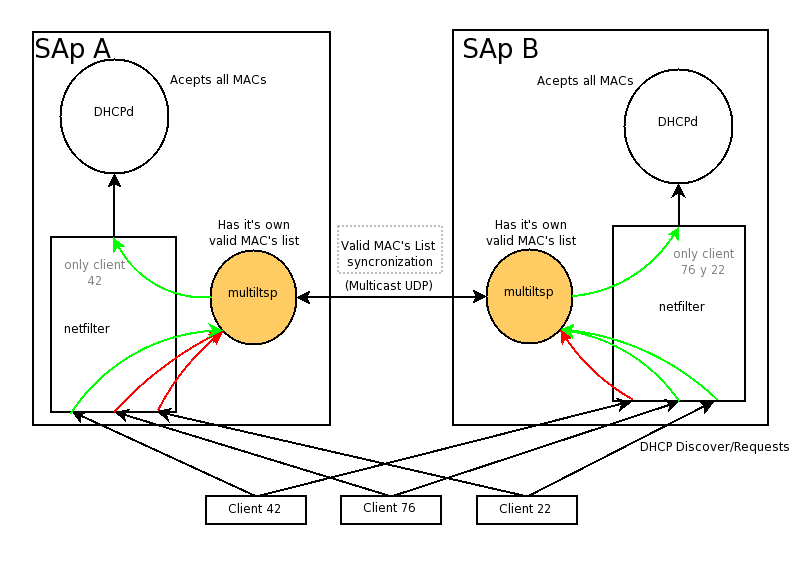 SAp A
SAp B
Acepts all MACs
Acepts all MACs
DHCPd
DHCPd
Has it's own
valid MAC's list
Valid MAC's List
syncronization
(Multicast UDP)
Has it's own
valid MAC's list
only client
42
only client
76 y 22
multiltsp
multiltsp
netfilter
netfilter
DHCP Discover/Requests
Client 42
Client 76
Client 22